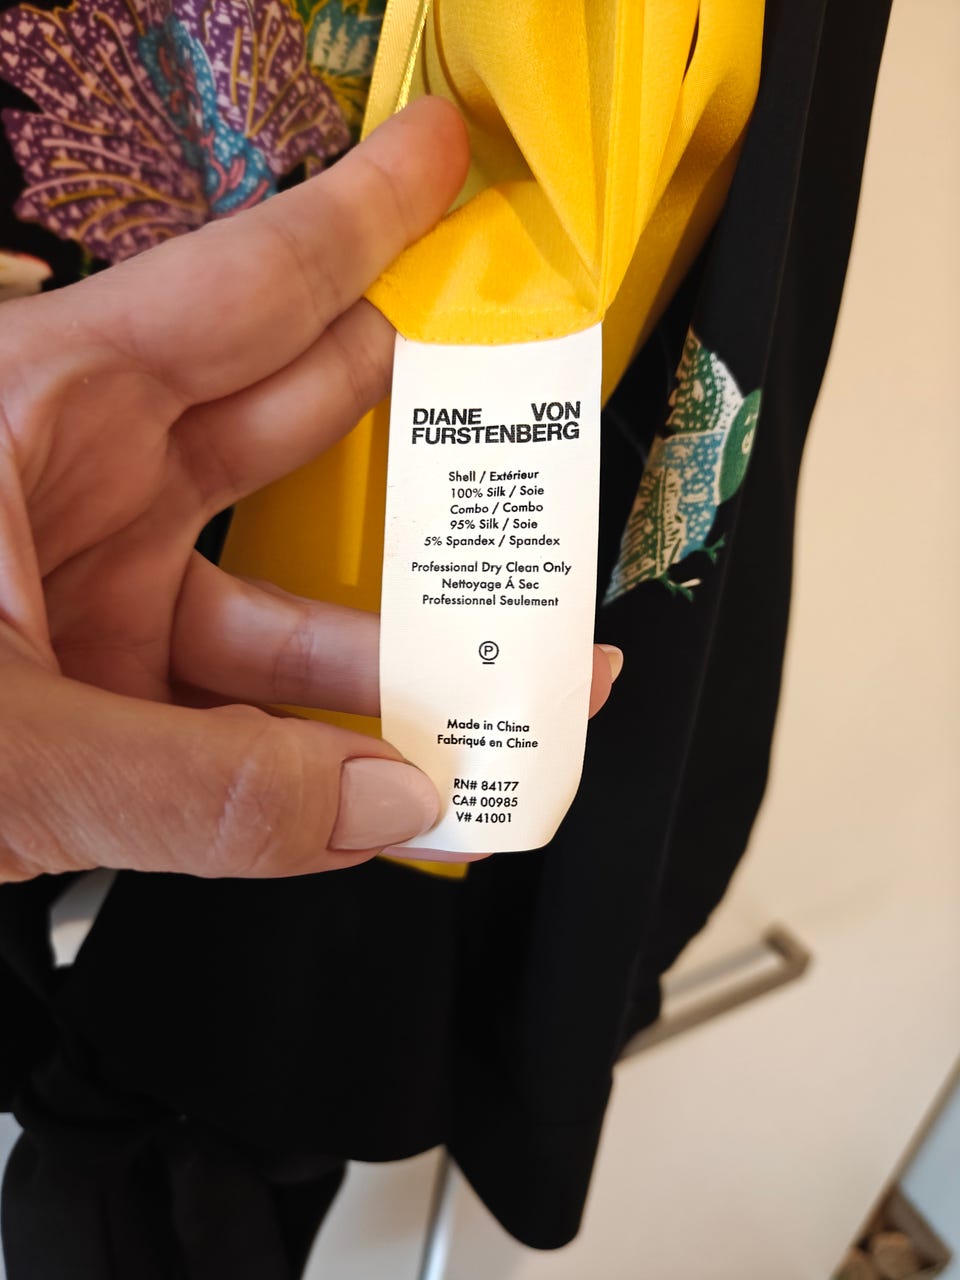 DIANE VON
FURSTENBERG
Shell / Extérieur
100% Silk / Soie
Combo / Combo
95% Silk / Soie
5% Spandex / Spandex
Professional Dry Clean Only
Nettoyage Á Sec
Professionnel Seulement
P
Made in China
Fabriqué en Chine
RN# 84177
CA# 00985
V# 41001